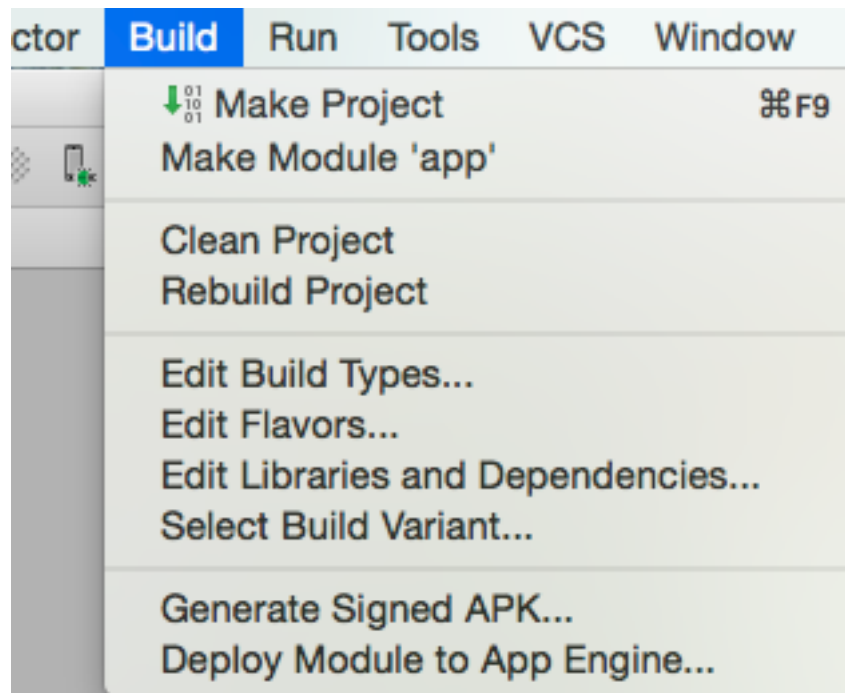 ctor Build Run Tools VCS Window
Make Project ⌘F9
Make Module 'app'
Clean Project
Rebuild Project
Edit Build Types...
Edit Flavors...
Edit Libraries and Dependencies...
Select Build Variant...
Generate Signed APK...
Deploy Module to App Engine...